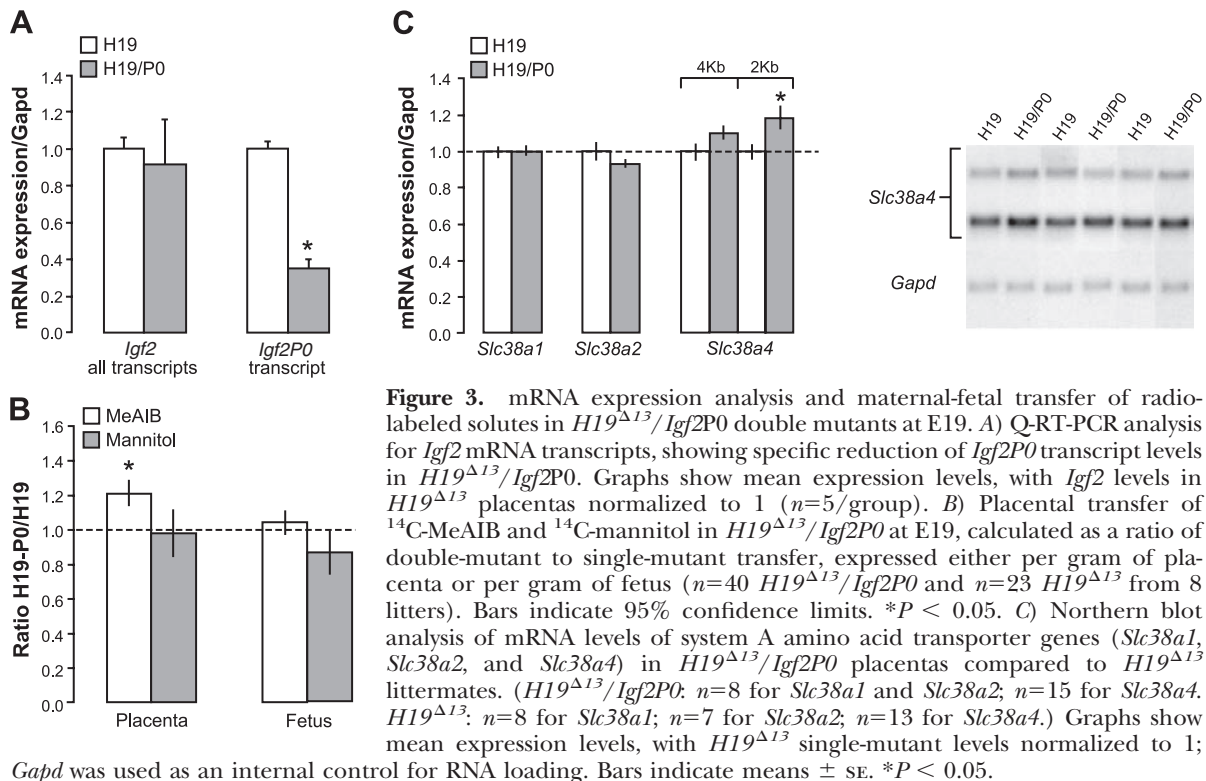 A
H19
H19/P0
mRNA expression/Gapd
1.4
1.2
1.0
0.8
0.6
0.4
0.2
0.0
*
Igf2
all transcripts
Igf2P0
transcript
C
H19
H19/P0
mRNA expression/Gapd
1.4
1.2
1.0
0.8
0.6
0.4
0.2
0.0
4Kb
2Kb
*
Slc38a1
Slc38a2
Slc38a4
H19
H19/P0
H19
H19/P0
H19
H19/P0
Slc38a4
Gapd
B
MeAIB
Mannitol
Ratio H19-P0/H19
1.6
1.4
1.2
1.0
0.8
0.6
0.4
0.2
0.0
*
Placenta
Fetus
Figure 3. mRNA expression analysis and maternal-fetal transfer of radio-
labeled solutes in H19Δ13/Igf2P0 double mutants at E19. A) Q-RT-PCR analysis
for Igf2 mRNA transcripts, showing specific reduction of Igf2P0 transcript levels
in H19Δ13/Igf2P0. Graphs show mean expression levels, with Igf2 levels in
H19Δ13 placentas normalized to 1 (n=5/group). B) Placental transfer of
14C-MeAIB and 14C-mannitol in H19Δ13/Igf2P0 at E19, calculated as a ratio of
double-mutant to single-mutant transfer, expressed either per gram of pla-
centa or per gram of fetus (n=40 H19Δ13/Igf2P0 and n=23 H19Δ13 from 8
litters). Bars indicate 95% confidence limits. *P < 0.05. C) Northern blot
analysis of mRNA levels of system A amino acid transporter genes (Slc38a1,
Slc38a2, and Slc38a4) in H19Δ13/Igf2P0 placentas compared to H19Δ13
littermates. (H19Δ13/Igf2P0: n=8 for Slc38a1 and Slc38a2; n=15 for Slc38a4.
H19Δ13: n=8 for Slc38a1; n=7 for Slc38a2; n=13 for Slc38a4.) Graphs show
mean expression levels, with H19Δ13 single-mutant levels normalized to 1;
Gapd was used as an internal control for RNA loading. Bars indicate means ± SE. *P < 0.05.